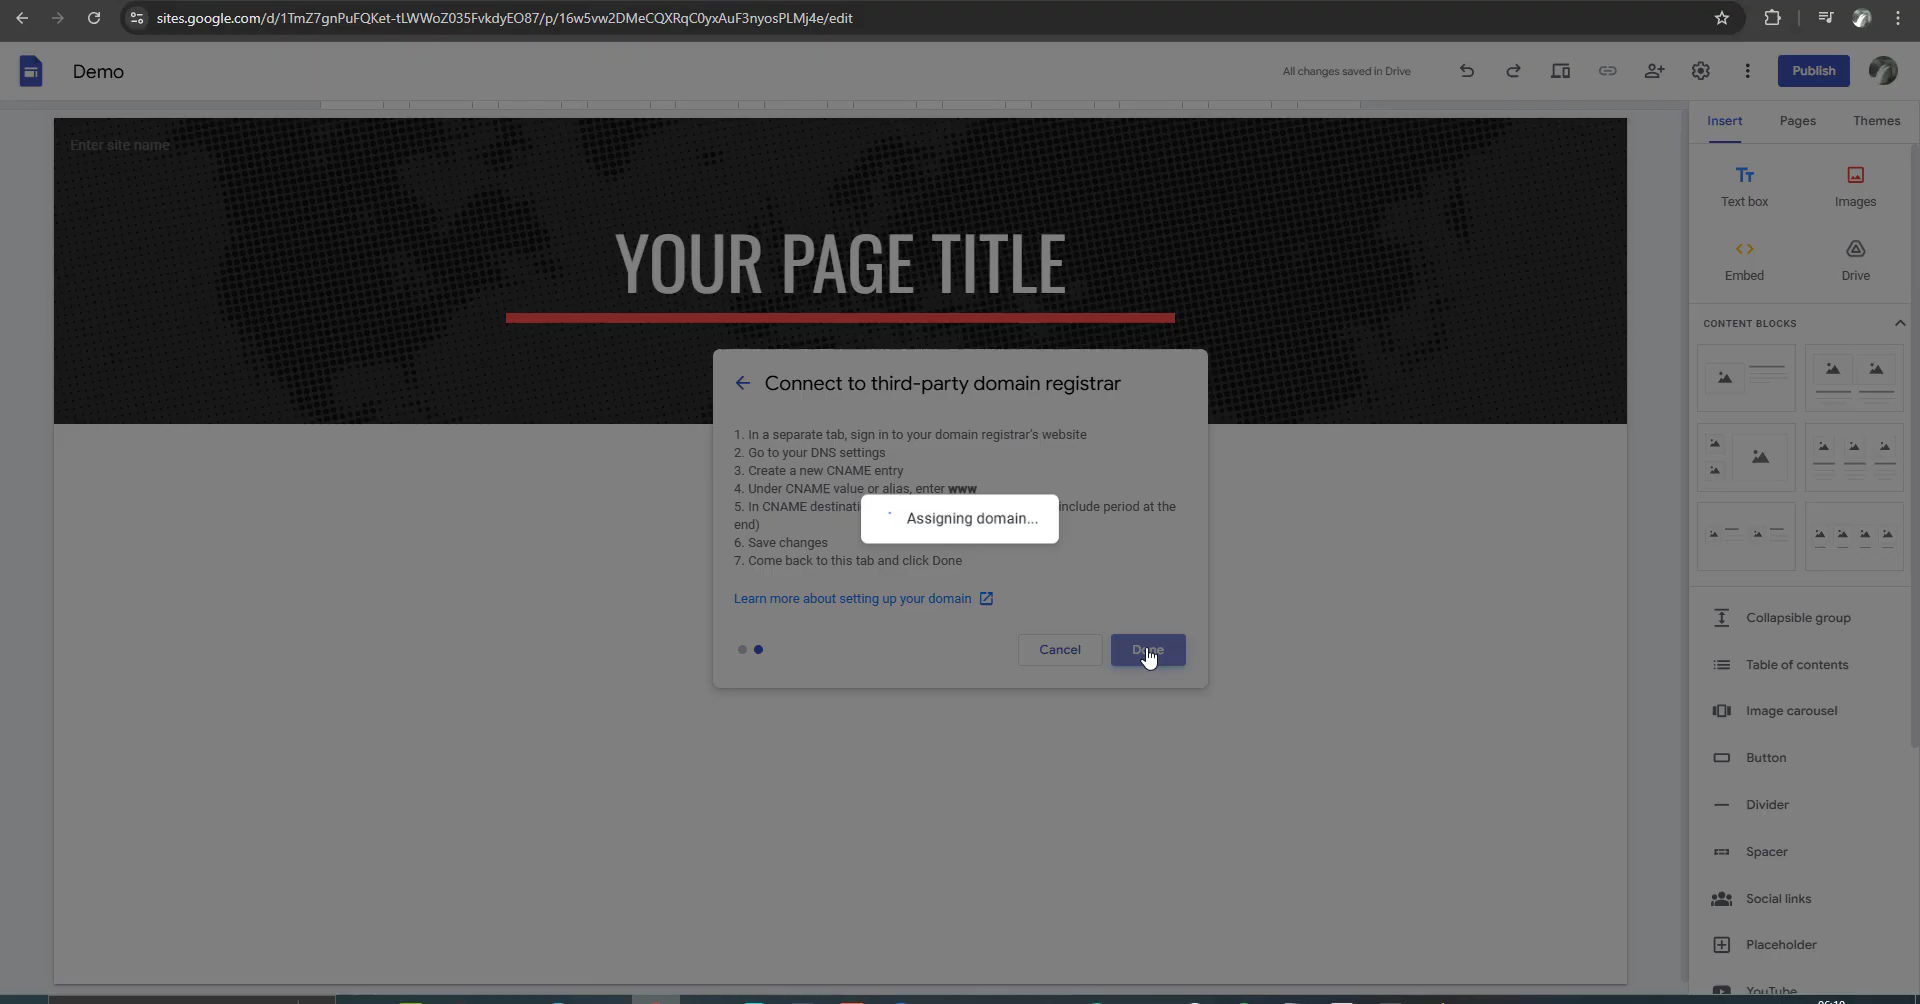 sites.google.com/d/1TmZ7gnPuFQKet-tLWWoZ035FvkdyEO87/p/16w5vw2DMeCQXRqC0yxAuF3nyosPLMj4e/edit
Demo
All changes saved in Drive
Publish
Insert
Pages
Themes
Enter site name
YOUR PAGE TITLE
Text box
Images
Embed
Drive
CONTENT BLOCKS
Connect to third-party domain registrar
1. In a separate tab, sign in to your domain registrar's website
2. Go to your DNS settings
3. Create a new CNAME entry
4. Under CNAME value or alias, enter www
5. In CNAME include period at the
end)
6. Save changes
7. Come back to this tab and click Done
Assigning domain...
Learn more about setting up your domain
Cancel
Done
Collapsible group
Table of contents
Image carousel
Button
Divider
Spacer
Social links
Placeholder
YouTube